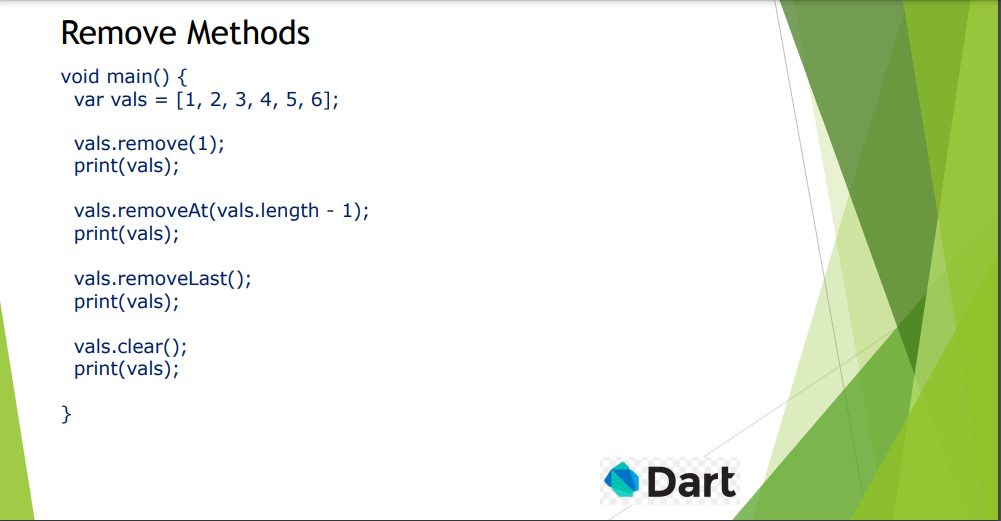 Remove Methods
void main() {
var vals = [1, 2, 3, 4, 5, 6];
vals.remove(1);
print(vals);
vals.removeAt(vals.length - 1);
print(vals);
vals.removeLast();
print(vals);
vals.clear();
print(vals);
}
Dart